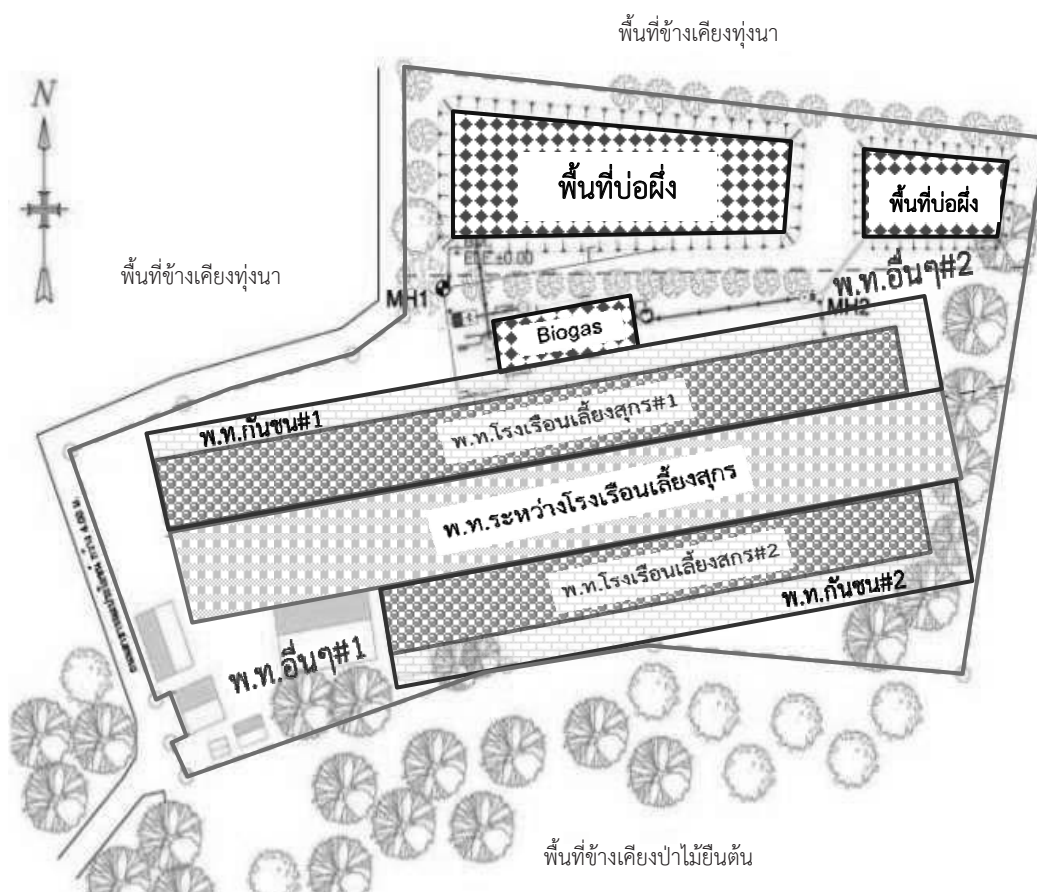 พื้นที่ข้างเคียงทุ่งนา
N
พื้นที่บ่อผึ่ง
พื้นที่บ่อผึ่ง
พื้นที่ข้างเคียงทุ่งนา
±0.00
พ.ท.อื่นๆ#2
MH1
MH2
Biogas
พ.ท.กันชน#1
พ.ท.โรงเรือนเลี้ยงสุกร#1
พ.ท.ระหว่างโรงเรือนเลี้ยงสุกร
พ.ท.โรงเรือนเลี้ยงสกร#2
พ.ท.กันชน#2
พ.ท.อื่นๆ#1
พื้นที่ข้างเคียงป่าไม้ยืนต้น